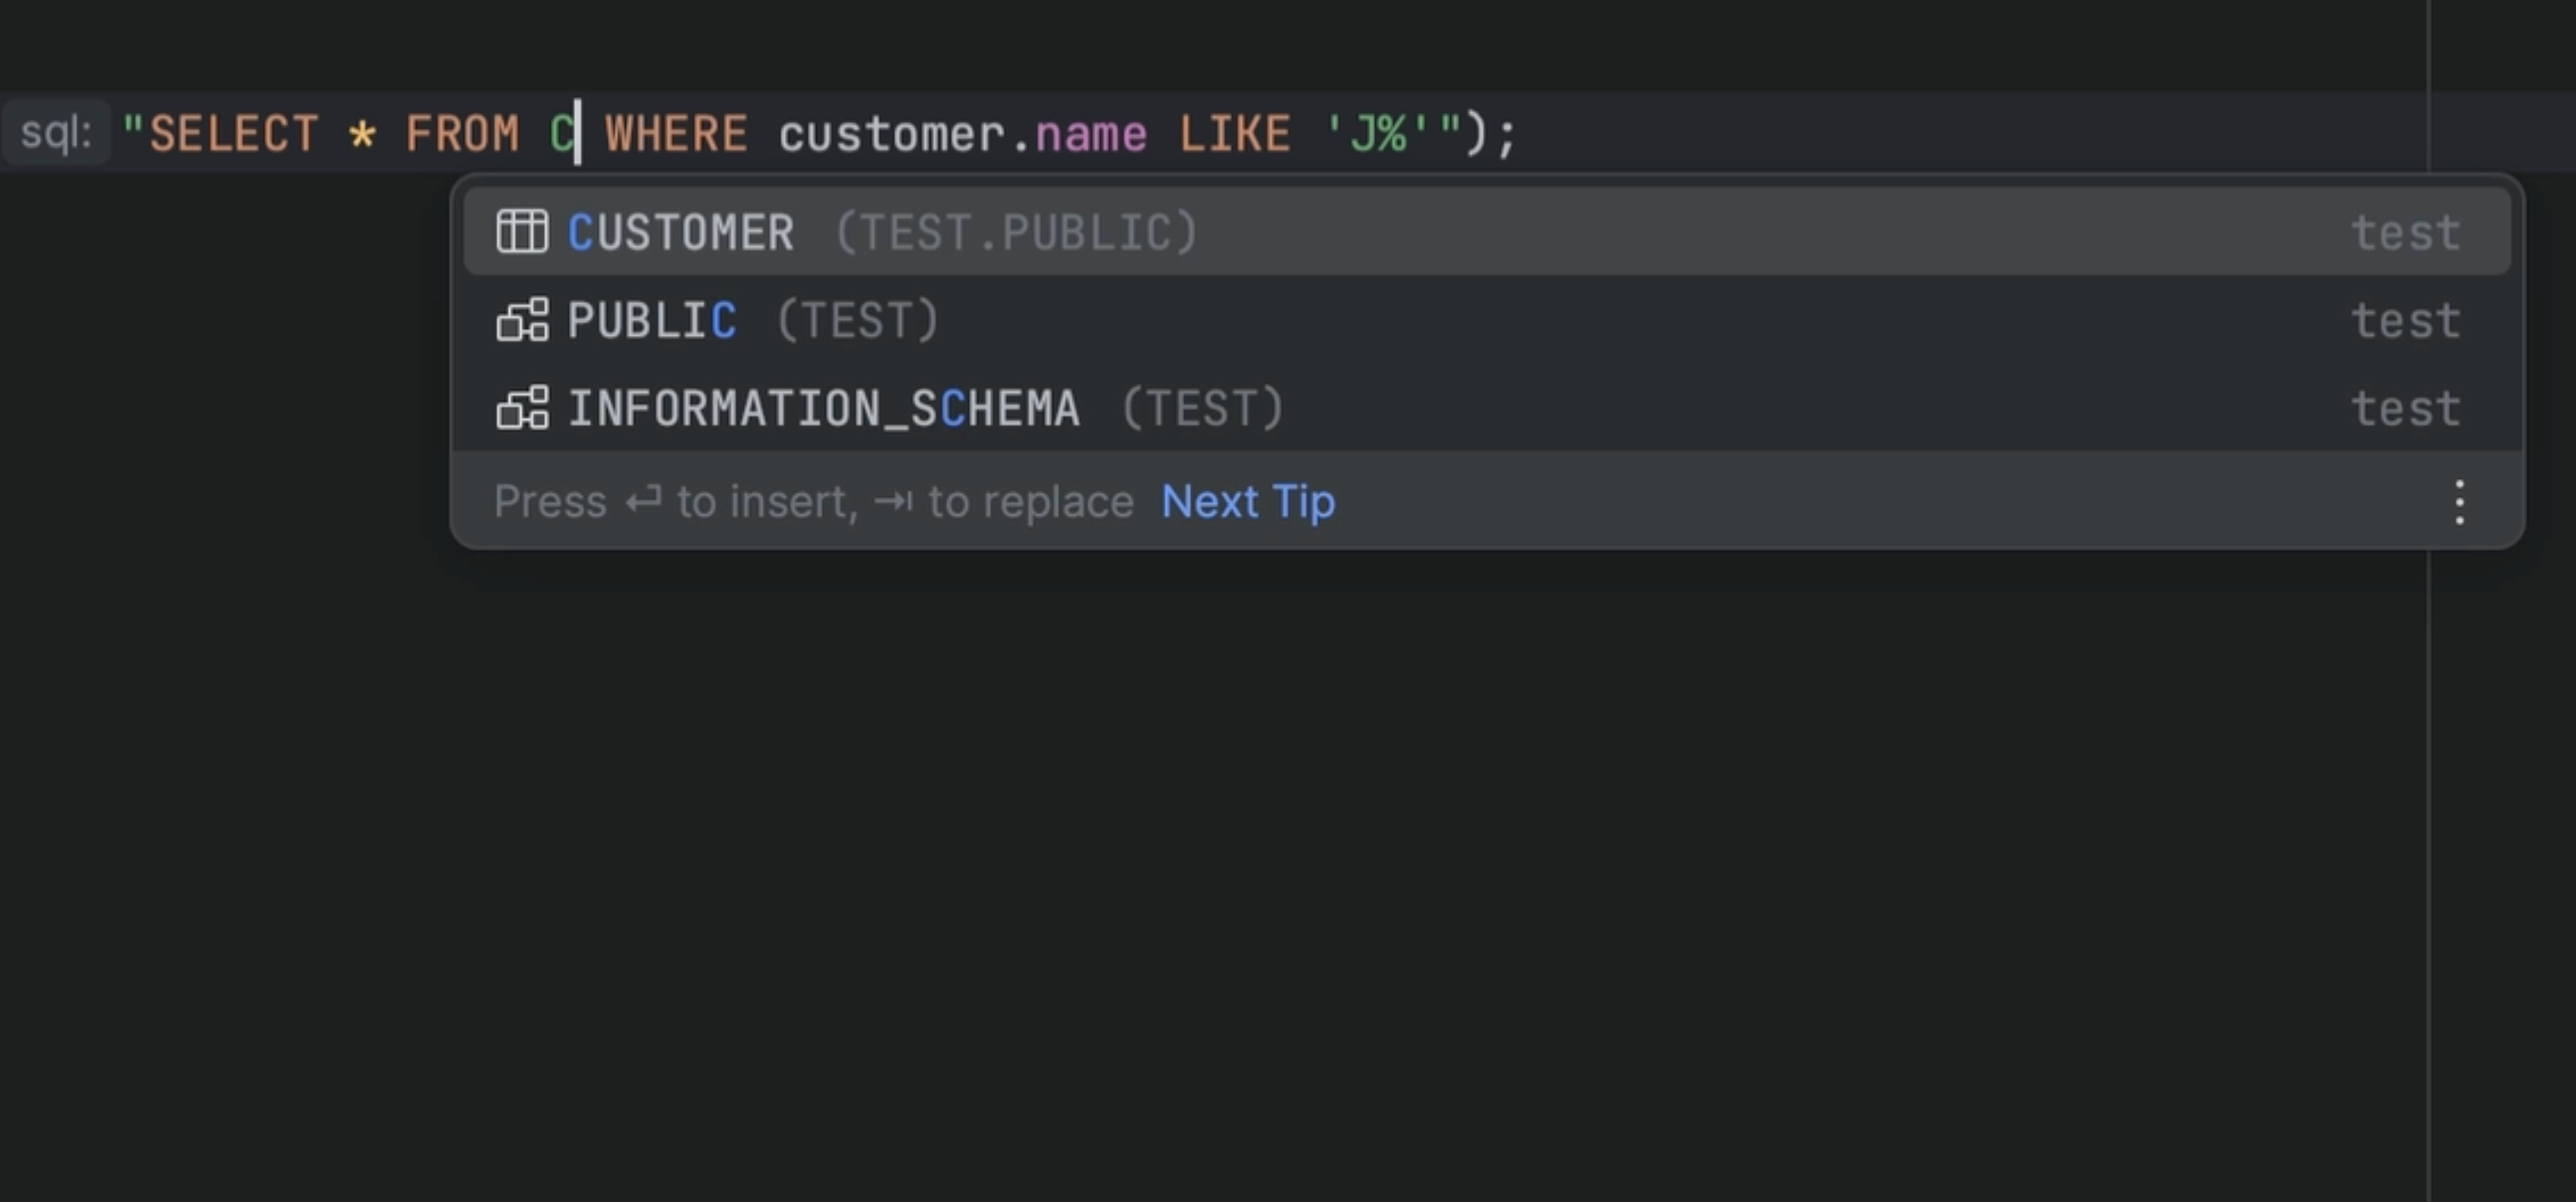 sql: "SELECT * FROM C WHERE customer.name LIKE 'J%'");
CUSTOMER (TEST.PUBLIC) test
PUBLIC (TEST) test
INFORMATION_SCHEMA (TEST) test
Press ↵ to insert, →| to replace Next Tip